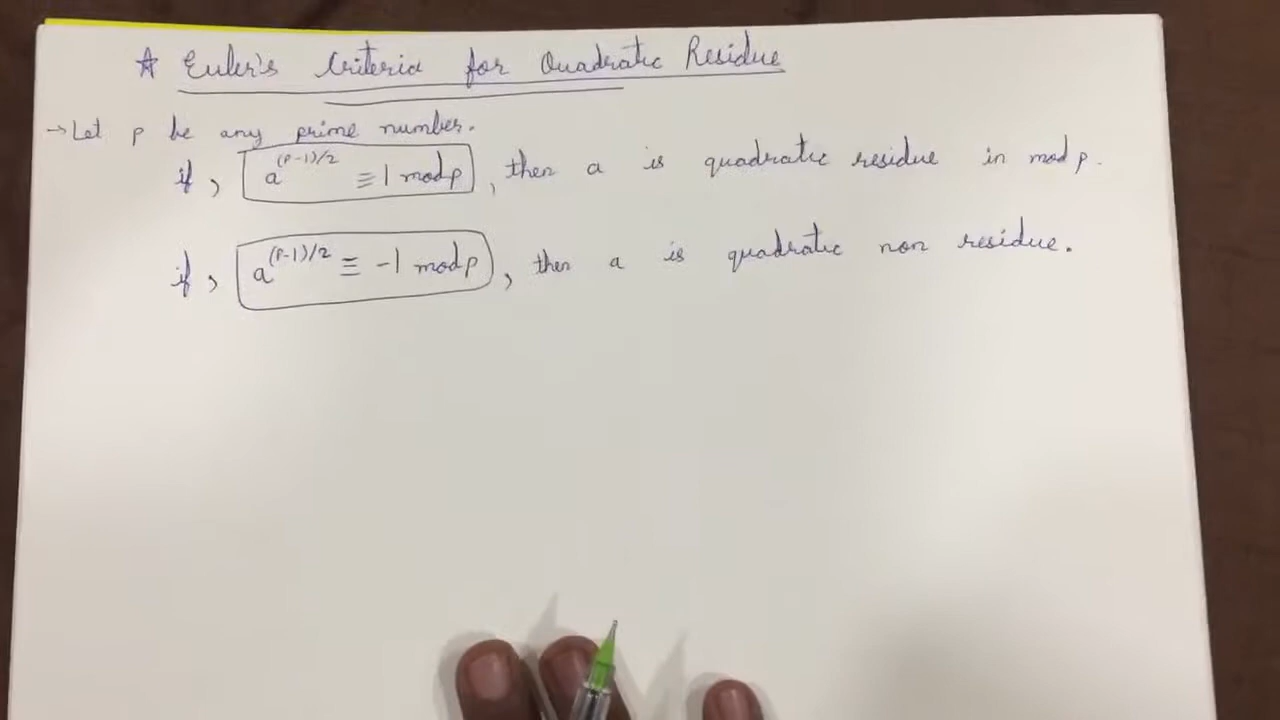 ☆ Euler's Criteria for Quadratic Residue
→ Let p be any prime number.
if, a^(P-1)/2 ≡ 1 mod p, then a is quadratic residue in mod p.
if, a^(P-1)/2 ≡ -1 mod p, then a is quadratic non residue.